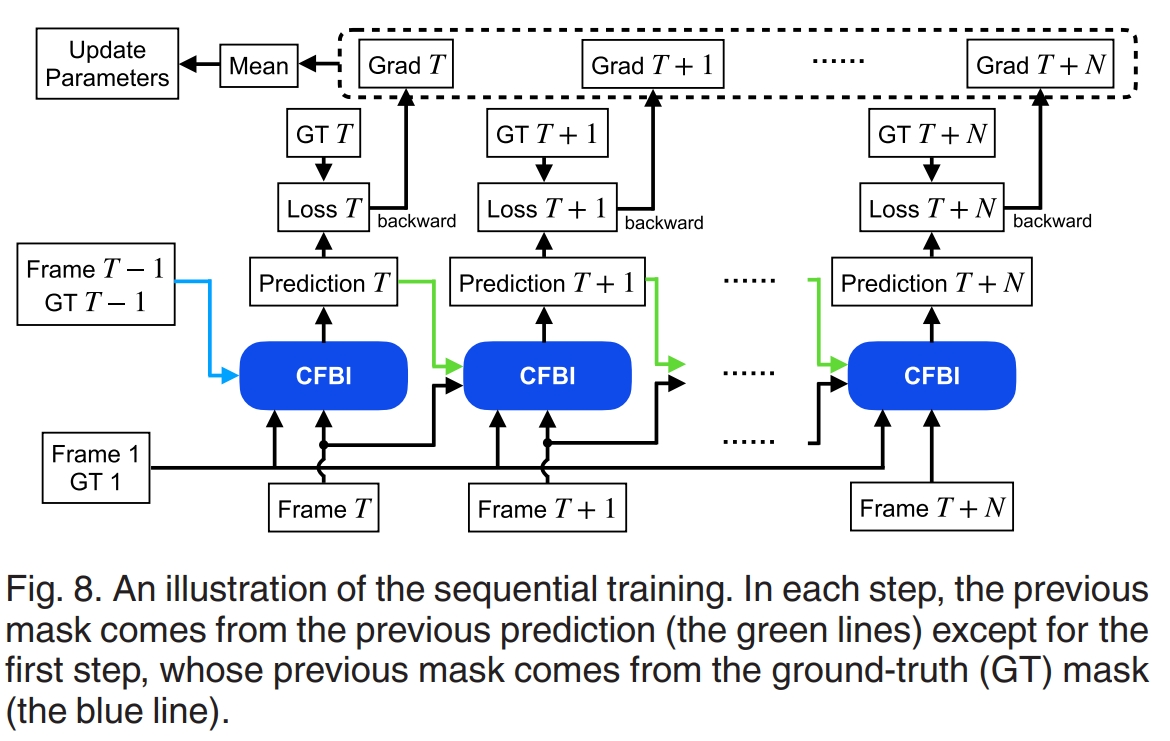 Update
Parameters
Mean
Grad T
Grad T + 1
......
Grad T + N
GT T
GT T + 1
GT T + N
Loss T
backward
Loss T + 1
backward
Loss T + N
backward
Frame T − 1
GT T − 1
Prediction T
Prediction T + 1
......
Prediction T + N
CFBI
CFBI
......
CFBI
......
Frame 1
GT 1
Frame T
Frame T + 1
Frame T + N
Fig. 8. An illustration of the sequential training. In each step, the previous
mask comes from the previous prediction (the green lines) except for the
first step, whose previous mask comes from the ground-truth (GT) mask
(the blue line).